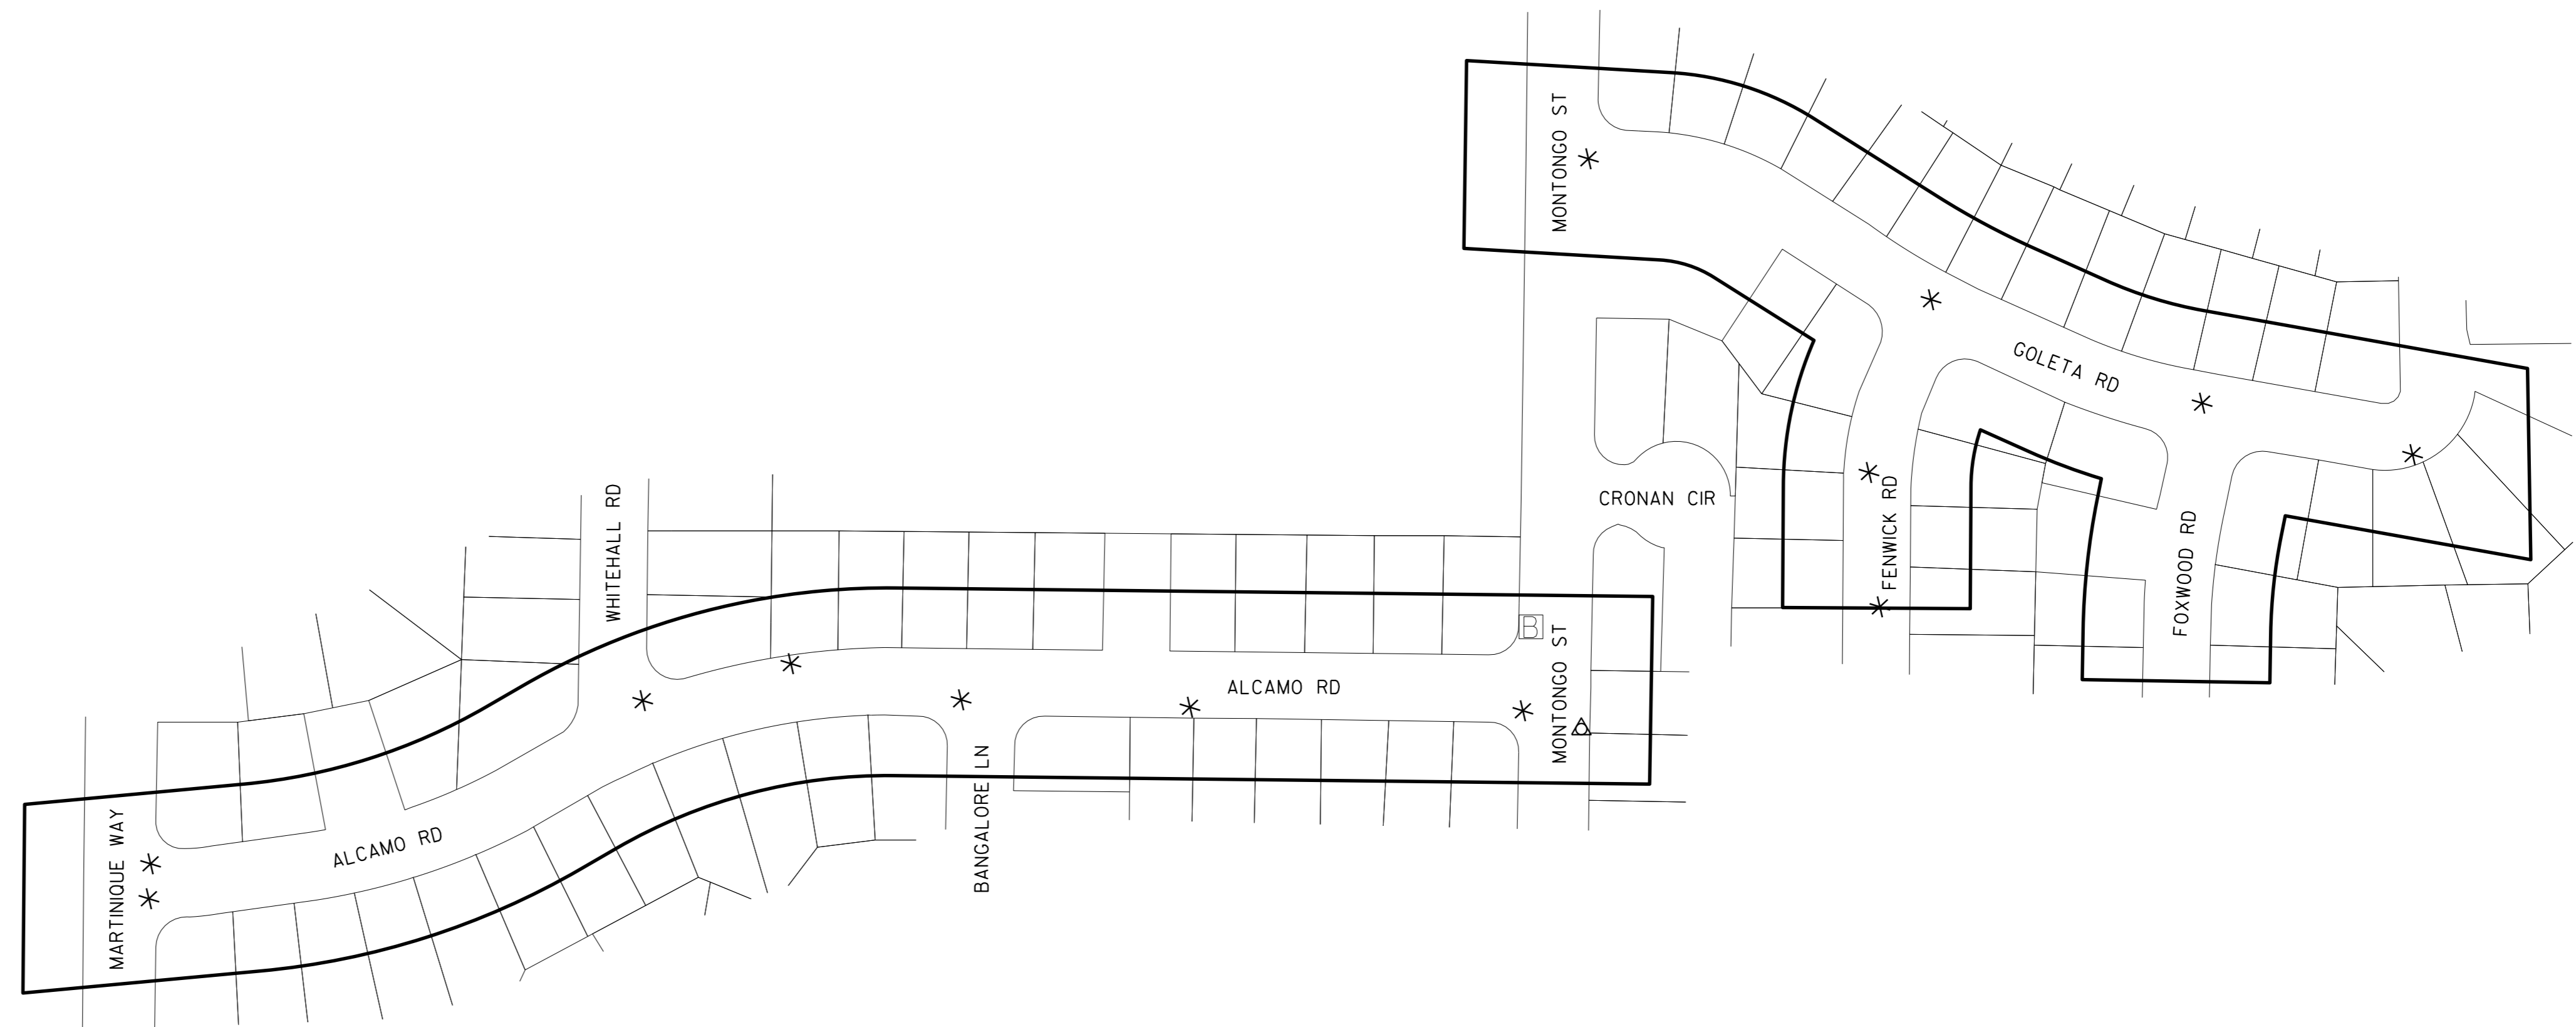 MONTONGO ST
GOLETA RD
CRONAN CIR
FENWICK RD
FOXWOOD RD
WHITEHALL RD
B
MONTONGO ST
ALCAMO RD
BANGALORE LN
ALCAMO RD
MARTINIQUE WAY